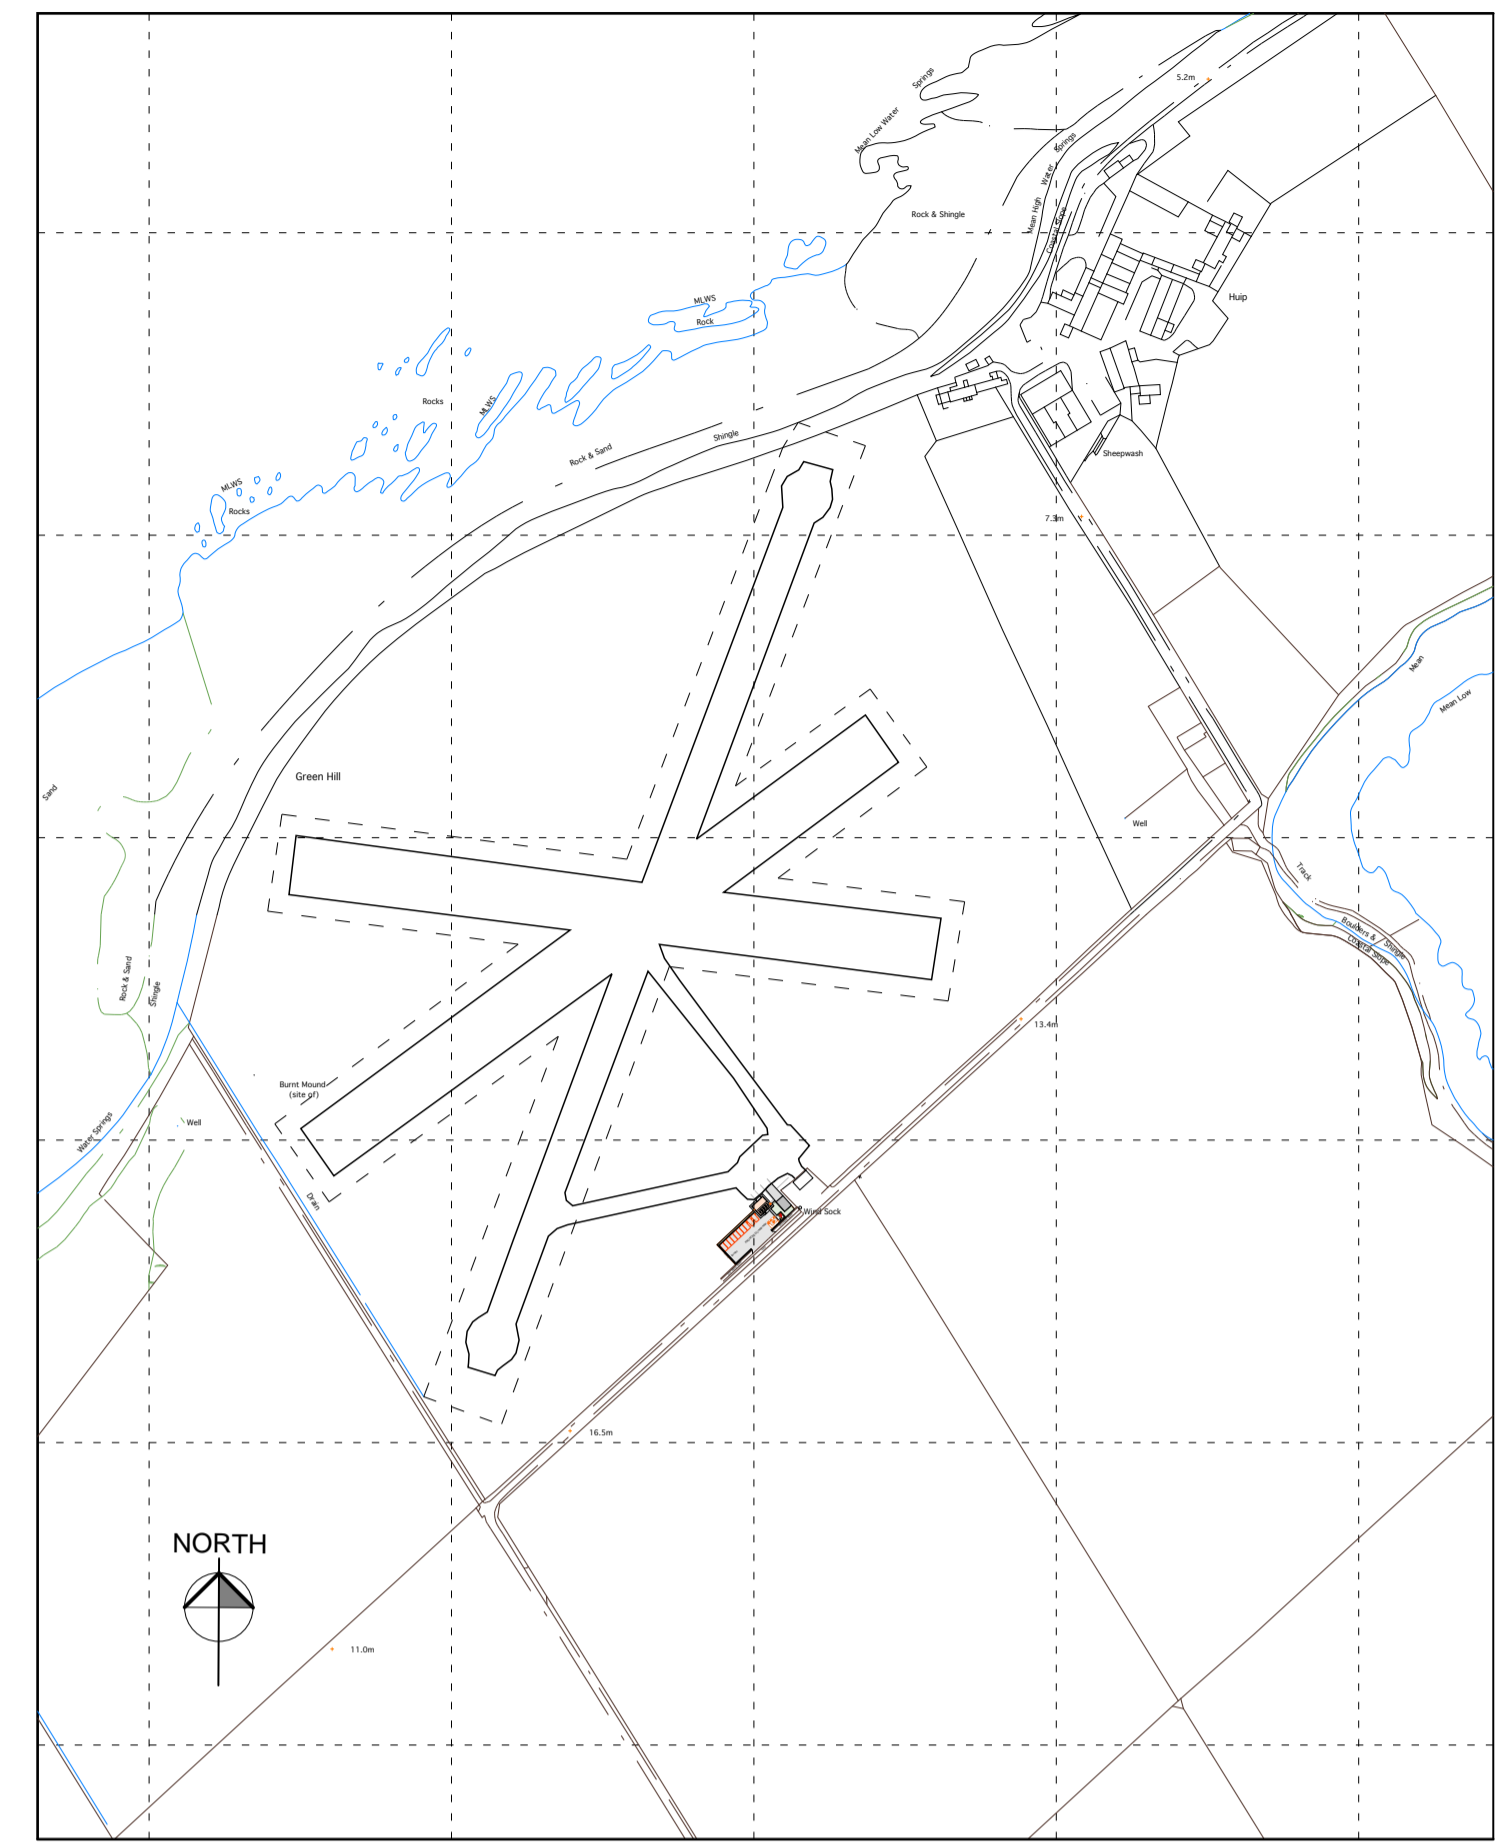 5.2m
Springs
Mean Low Water
Springs
Water
Mean High
Coastal Slope
Rock & Shingle
Huip
MLWS
Rock
Rocks
MLWS
Shingle
Rock & Sand
Sheepwash
MLWS
Rocks
7.3m
Mean
Mean Low
Green Hill
Sand
Well
Track
Boulders &
Shingle
Coastal Slope
Rock & Sand
Shingle
13.4m
Burnt Mound
(site of)
Well
Water Springs
Drain
Wind Sock
16.5m
NORTH
11.0m